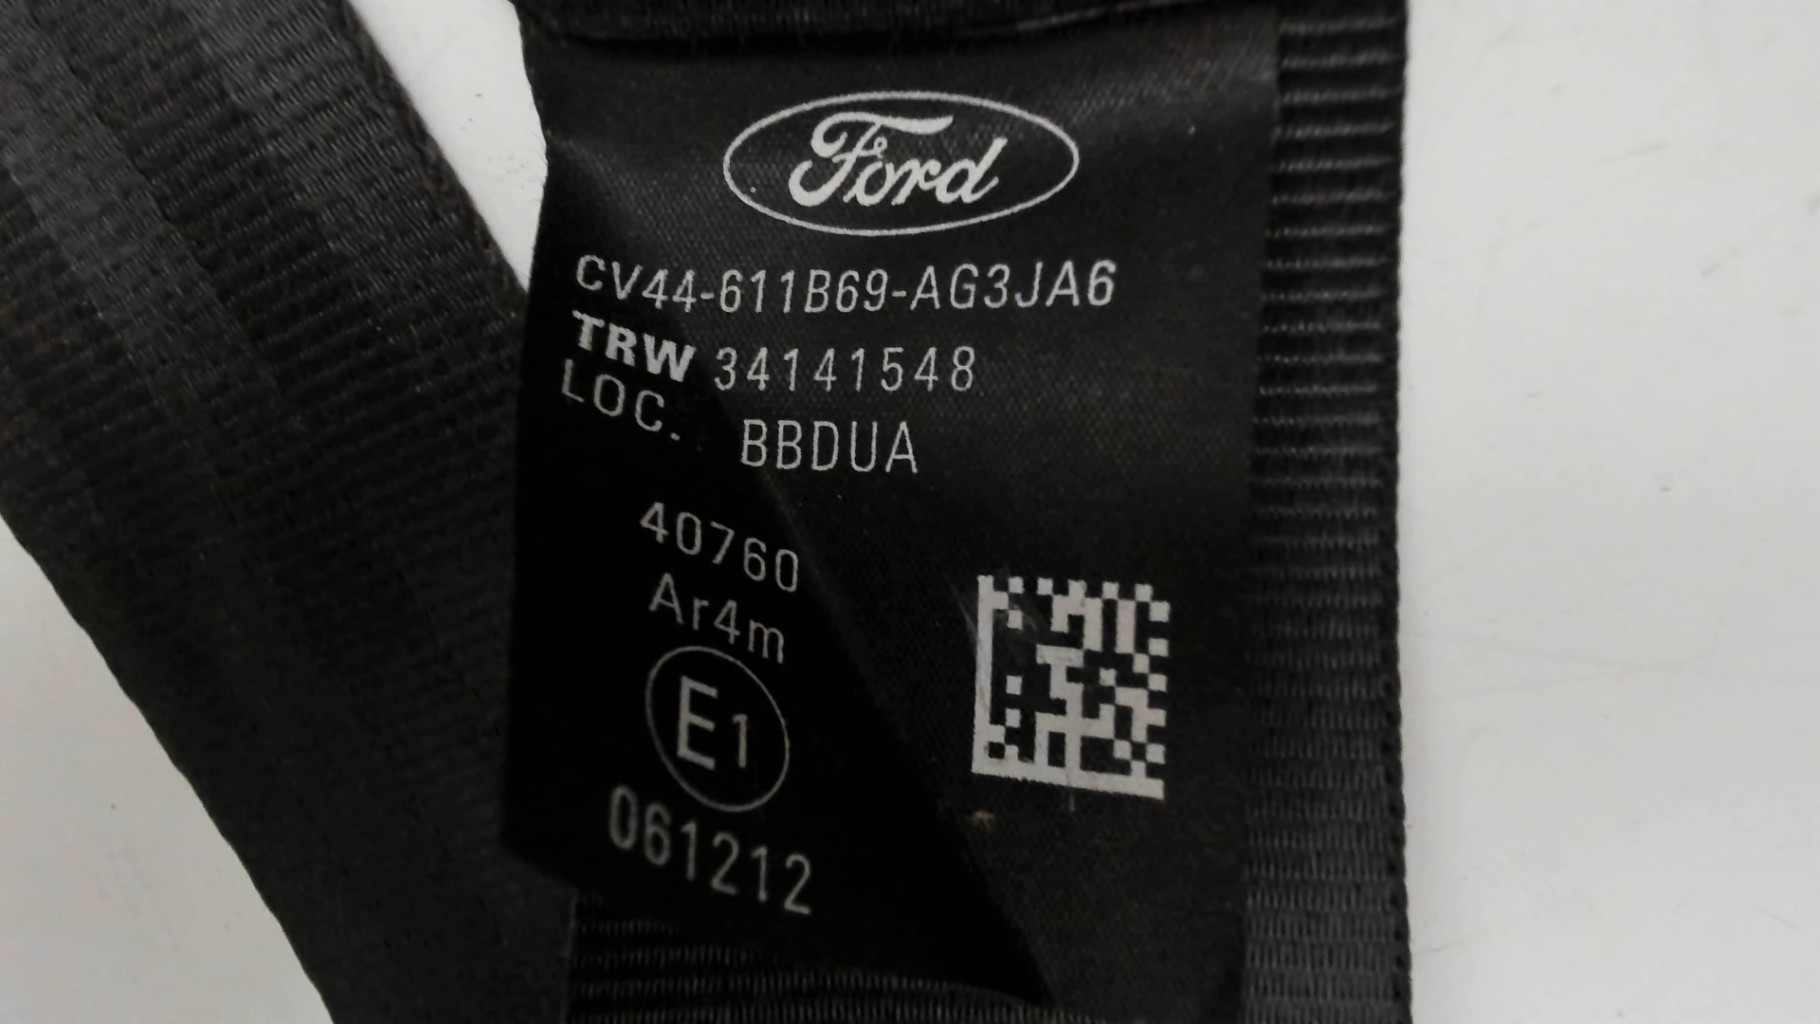 Ford
CV44-611B69-AG3JA6
TRW 34141548
LOC. BBDUA
40760
Ar4m
E1
061212